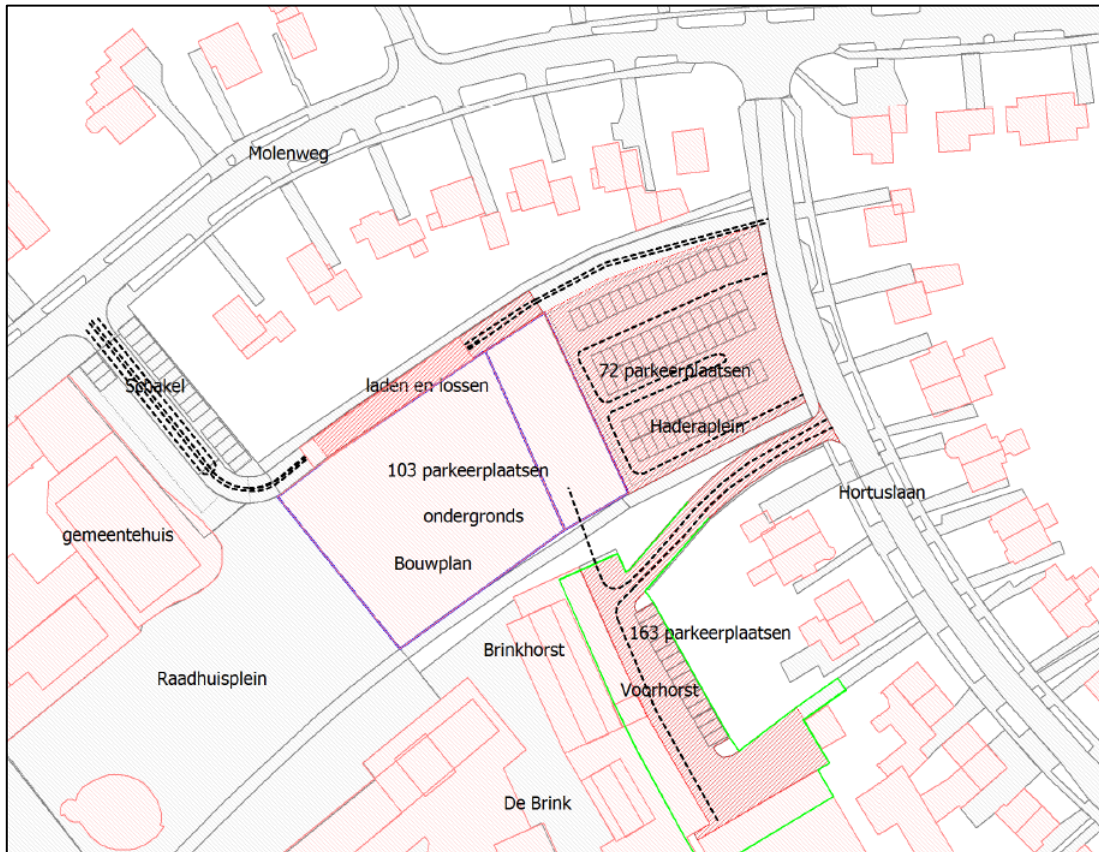 Molenweg
Schakel
laden en lossen
72 parkeerplaatsen
Haderaplein
103 parkeerplaatsen
ondergronds
Bouwplan
Hortuslaan
gemeentehuis
163 parkeerplaatsen
Brinkhorst
Raadhuisplein
Voorhorst
De Brink